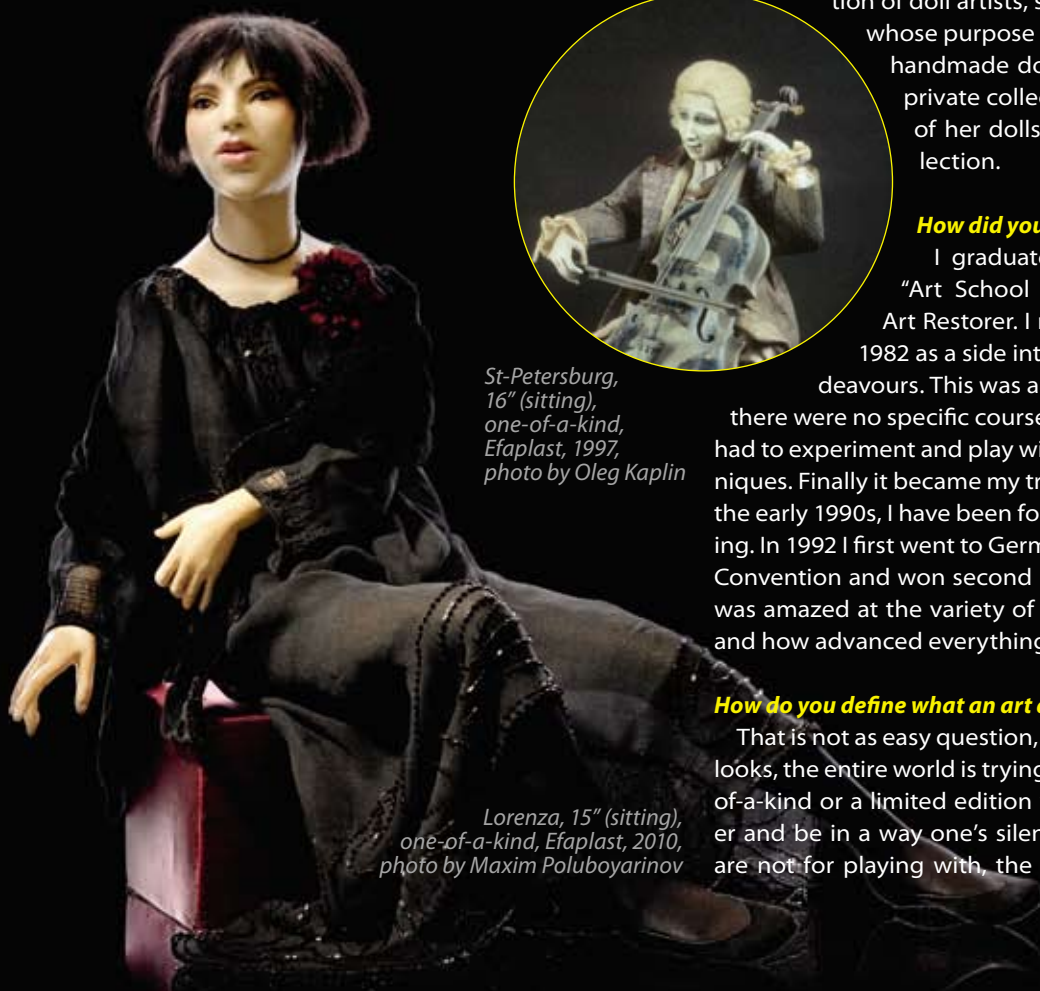 St-Petersburg,
16” (sitting),
one-of-a-kind,
Efaplast, 1997,
photo by Oleg Kaplin
Lorenza, 15” (sitting),
one-of-a-kind, Efaplast, 2010,
photo by Maxim Poluboyarinov
tion of doll artists, s
whose purpose
handmade do
private collec
of her dolls
lection.
How did you
I graduate
“Art School
Art Restorer. I
1982 as a side int
deavours. This was a
there were no specific course
had to experiment and play wi
niques. Finally it became my tr
the early 1990s, I have been fo
ing. In 1992 I first went to Germ
Convention and won second
was amazed at the variety of
and how advanced everything
How do you define what an art
That is not as easy question,
looks, the entire world is trying
of-a-kind or a limited edition
er and be in a way one’s silen
are not for playing with, the